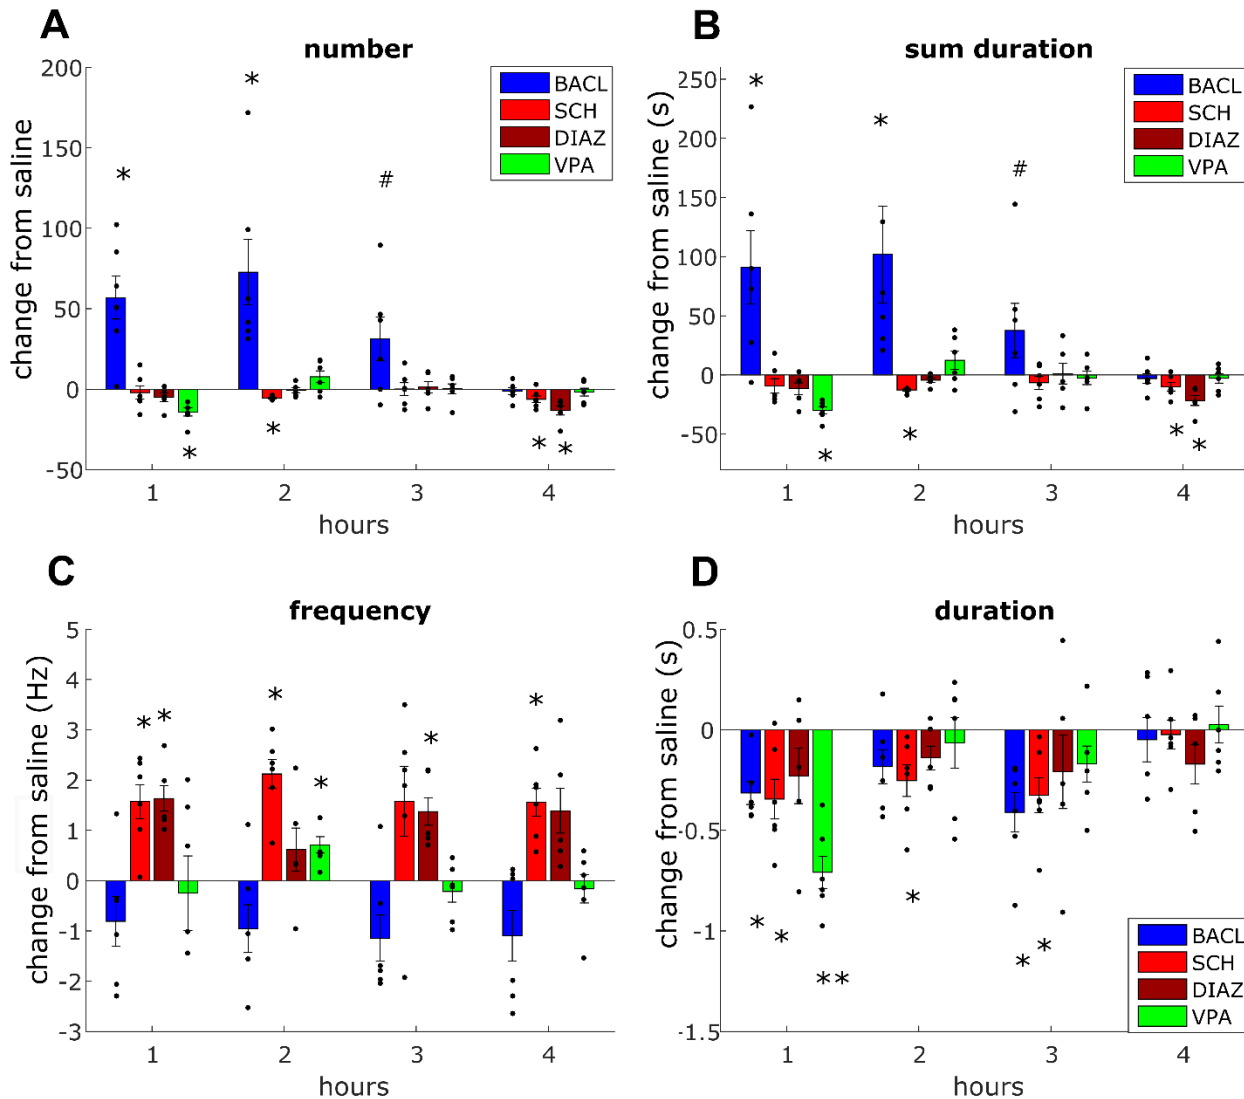 A
number
200
150
100
50
0
-50
change from saline
*
*
#
*
*
*
*
BACL
SCH
DIAZ
VPA
1
2
3
4
hours
B
sum duration
250
200
150
100
50
0
-50
change from saline (s)
*
*
#
*
*
*
*
BACL
SCH
DIAZ
VPA
1
2
3
4
hours
C
frequency
5
4
3
2
1
0
-1
-2
-3
change from saline (Hz)
*
*
*
*
*
*
1
2
3
4
hours
D
duration
0.5
0
-0.5
-1
-1.5
change from saline (s)
*
*
**
*
*
*
BACL
SCH
DIAZ
VPA
1
2
3
4
hours